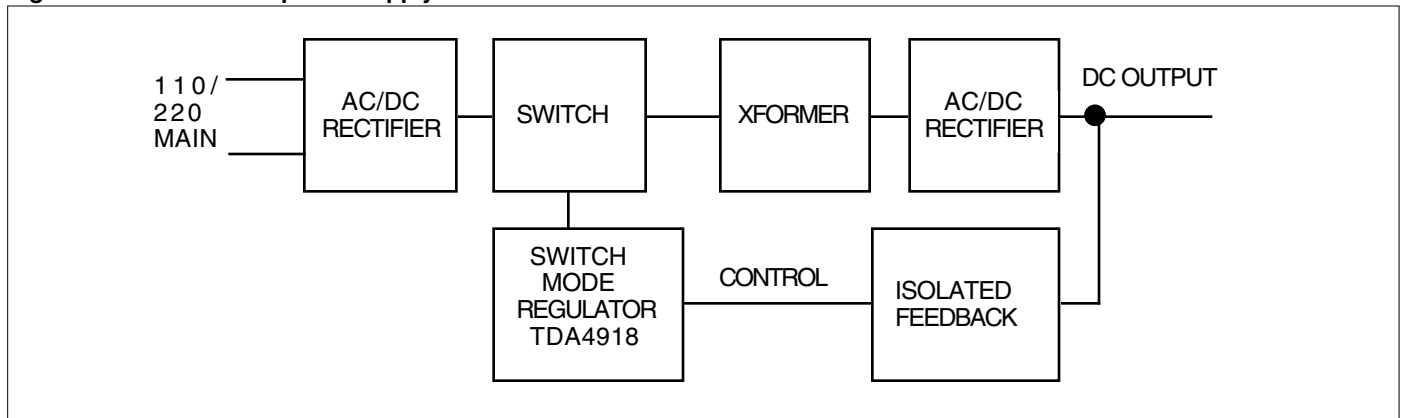 110/
220
MAIN
AC/DC
RECTIFIER
SWITCH
XFORMER
AC/DC
RECTIFIER
DC OUTPUT
SWITCH
MODE
REGULATOR
TDA4918
CONTROL
ISOLATED
FEEDBACK